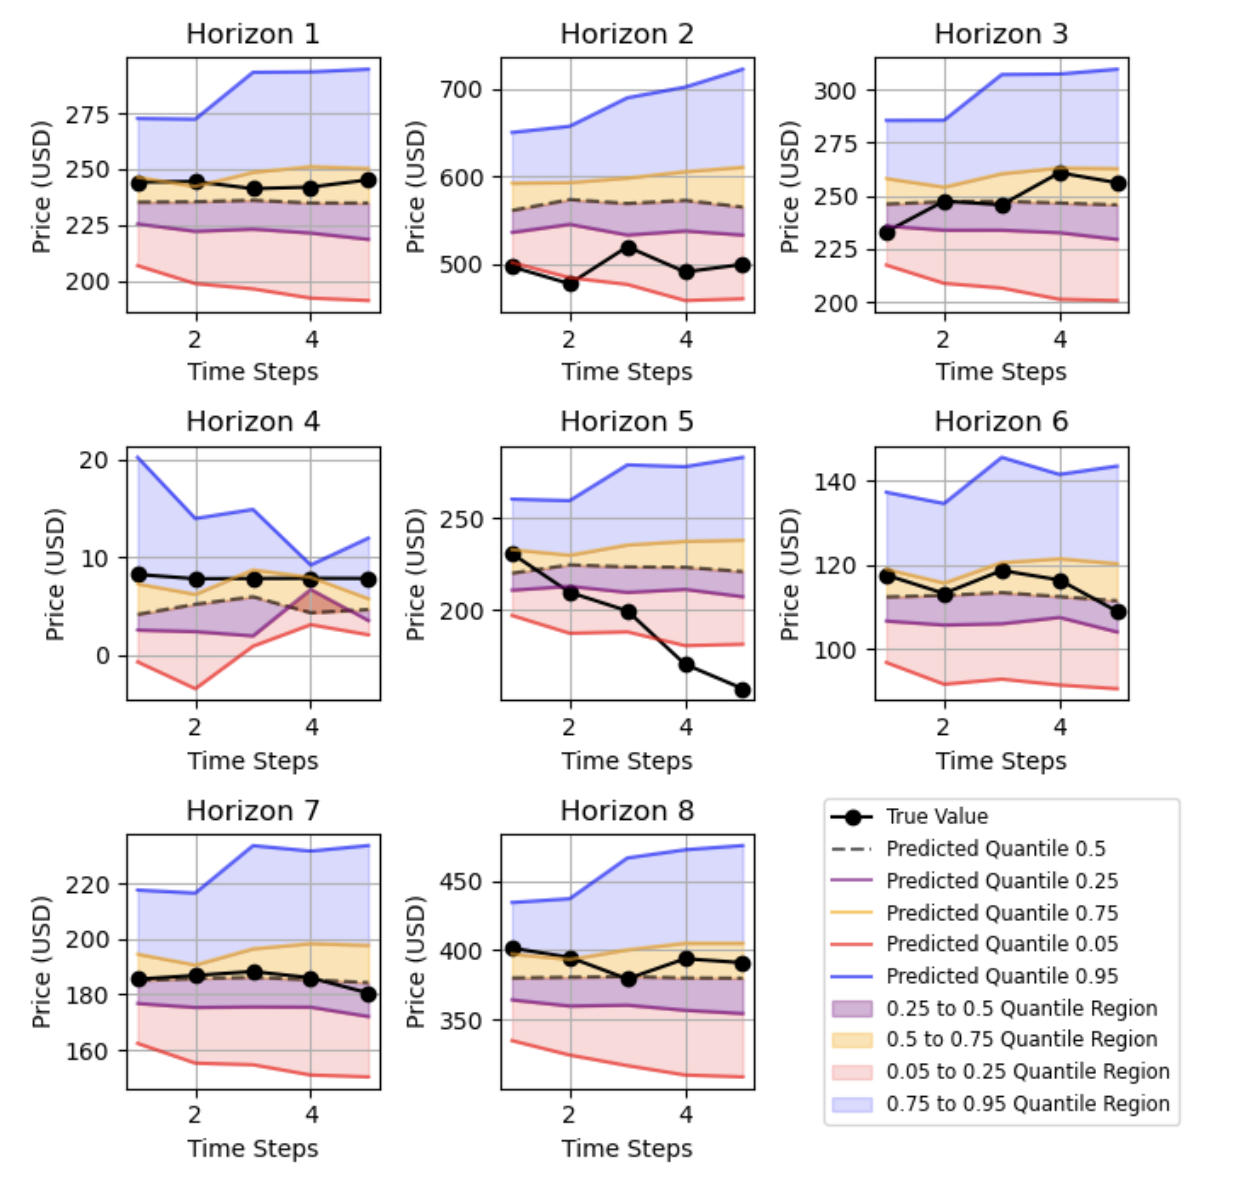 Horizon 1
Horizon 2
Horizon 3
Price (USD)
275
250
225
200
2
4
Time Steps
Price (USD)
700
600
500
2
4
Time Steps
Price (USD)
300
275
250
225
200
2
4
Time Steps
Horizon 4
Horizon 5
Horizon 6
Price (USD)
20
10
0
2
4
Time Steps
Price (USD)
250
200
2
4
Time Steps
Price (USD)
140
120
100
2
4
Time Steps
Horizon 7
Horizon 8
Price (USD)
220
200
180
160
2
4
Time Steps
Price (USD)
450
400
350
2
4
Time Steps
True Value
Predicted Quantile 0.5
Predicted Quantile 0.25
Predicted Quantile 0.75
Predicted Quantile 0.05
Predicted Quantile 0.95
0.25 to 0.5 Quantile Region
0.5 to 0.75 Quantile Region
0.05 to 0.25 Quantile Region
0.75 to 0.95 Quantile Region